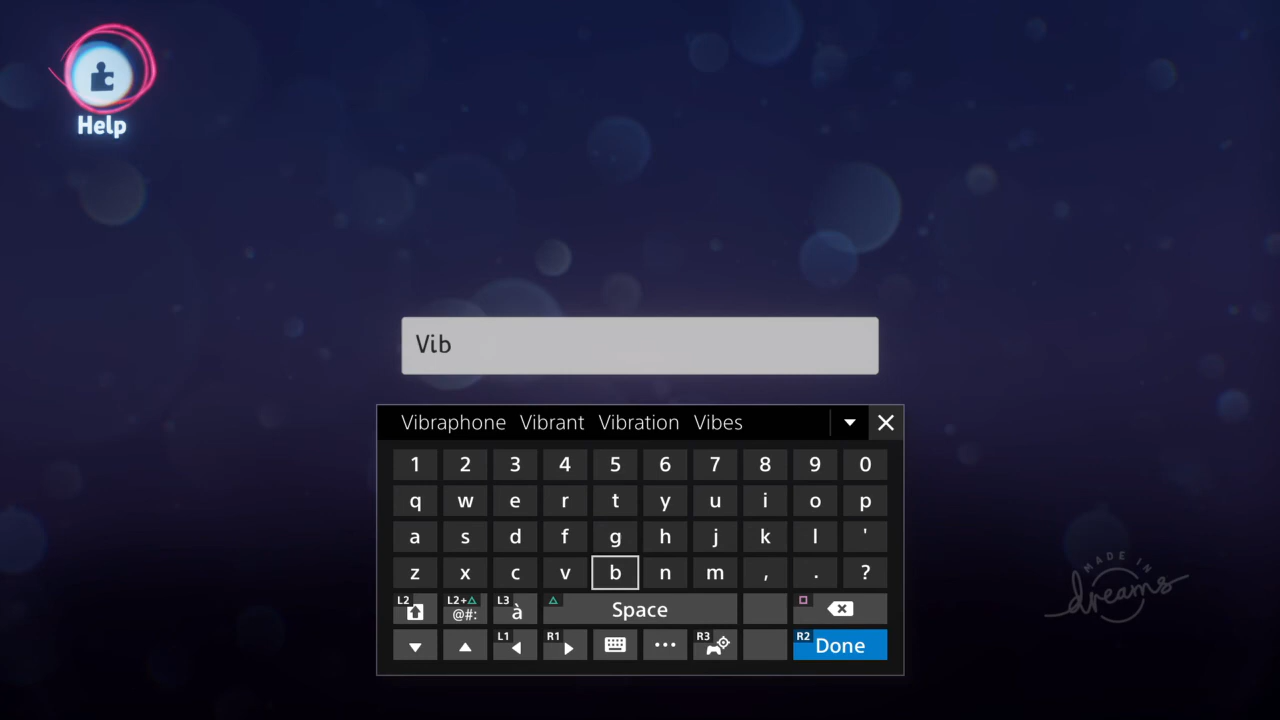 Help
Vib
Vibraphone Vibrant Vibration Vibes
1 2 3 4 5 6 7 8 9 0
q w e r t y u i o p
a s d f g h j k l '
z x c v b n m , . ?
L2 L2+△ @#: L3 à △ Space
L1 R1 ... R3 R2 Done
MADE IN
dreams